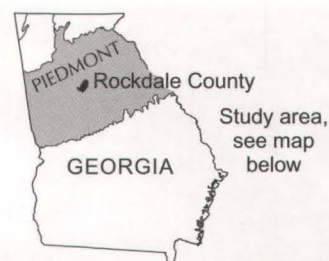 PIEDMONT
Rockdale County
Study area,
see map
below
GEORGIA